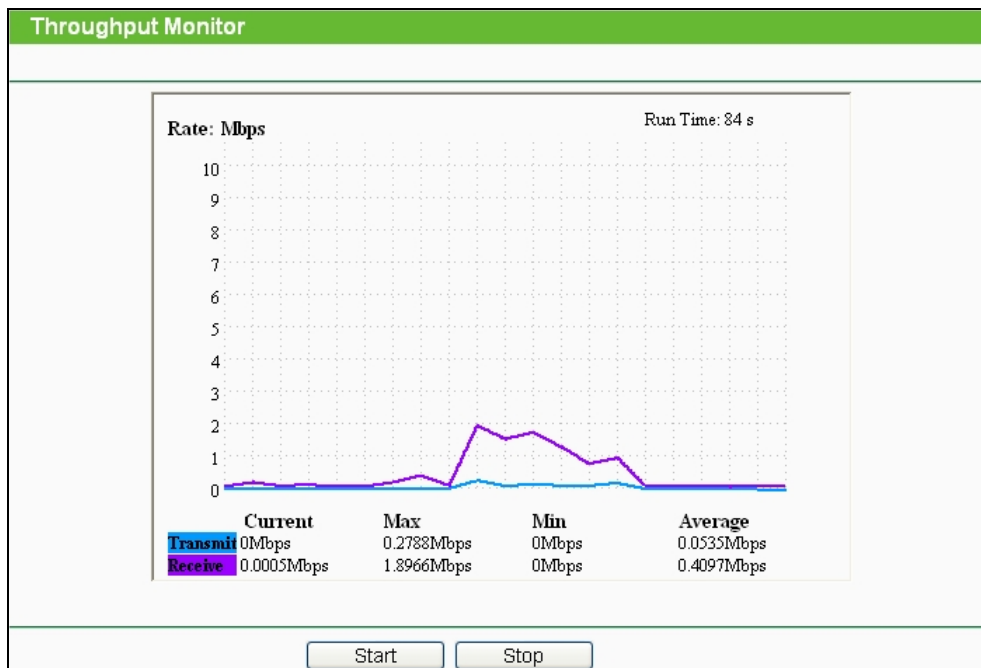 Throughput Monitor
Rate: Mbps
Run Time: 84 s
10
9
8
7
6
5
4
3
2
1
0
Current Max Min Average
Transmit 0Mbps 0.2788Mbps 0Mbps 0.0535Mbps
Receive 0.0005Mbps 1.8966Mbps 0Mbps 0.4097Mbps
Start Stop